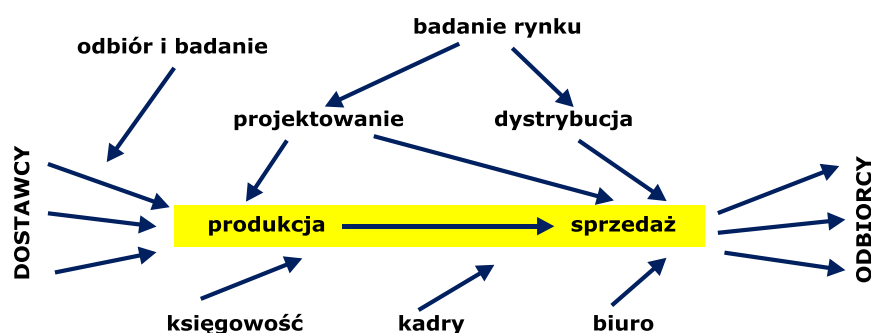 badanie rynku
odbiór i badanie
projektowanie
dystrybucja
DOSTAWCY
produkcja
sprzedaż
ODBIORCY
księgowość
kadry
biuro